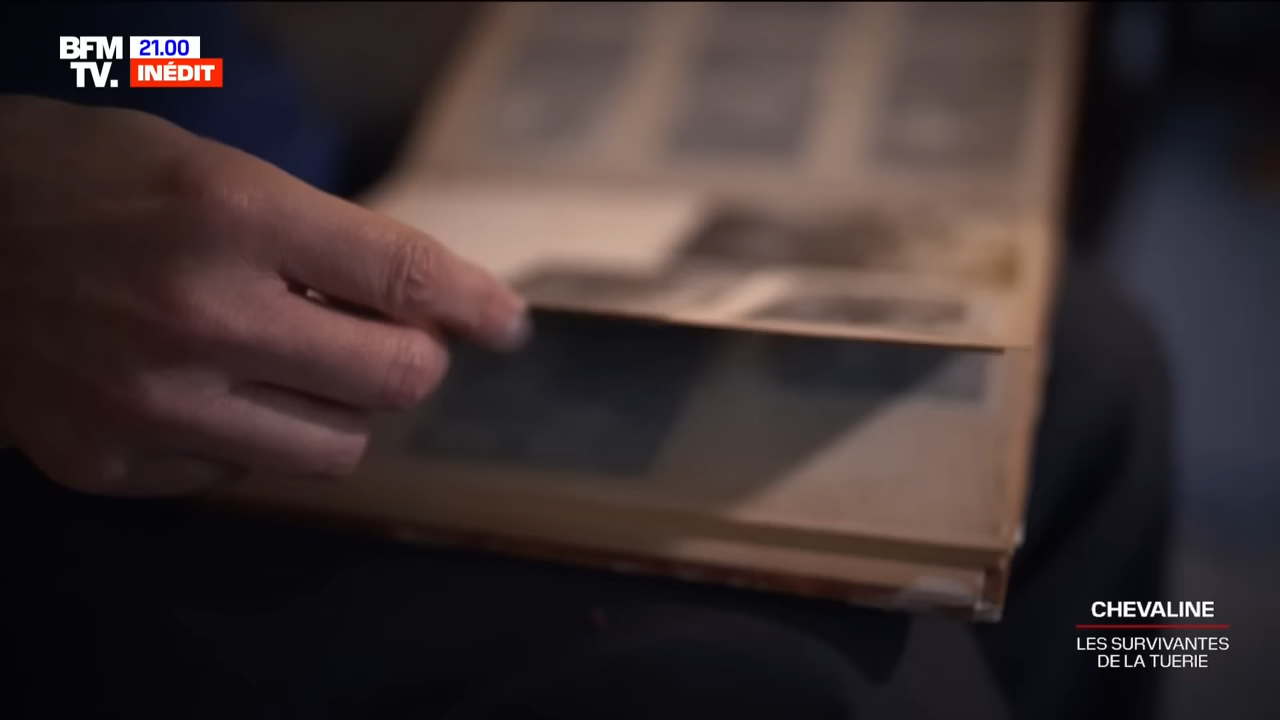 BFM
TV.
21.00
INÉDIT
CHEVALINE
LES SURVIVANTES
DE LA TUERIE